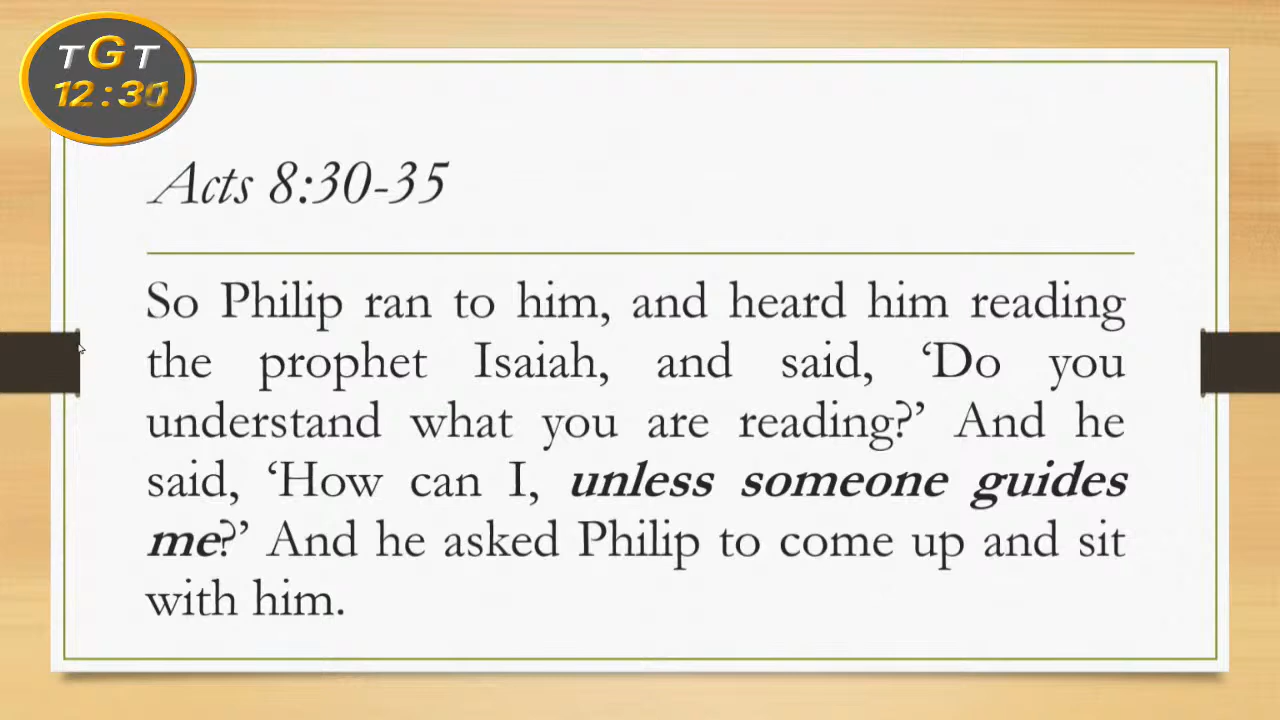 TGT
12:30
Acts 8:30-35
So Philip ran to him, and heard him reading
the prophet Isaiah, and said, ‘Do you
understand what you are reading?’ And he
said, ‘How can I, unless someone guides
me?’ And he asked Philip to come up and sit
with him.